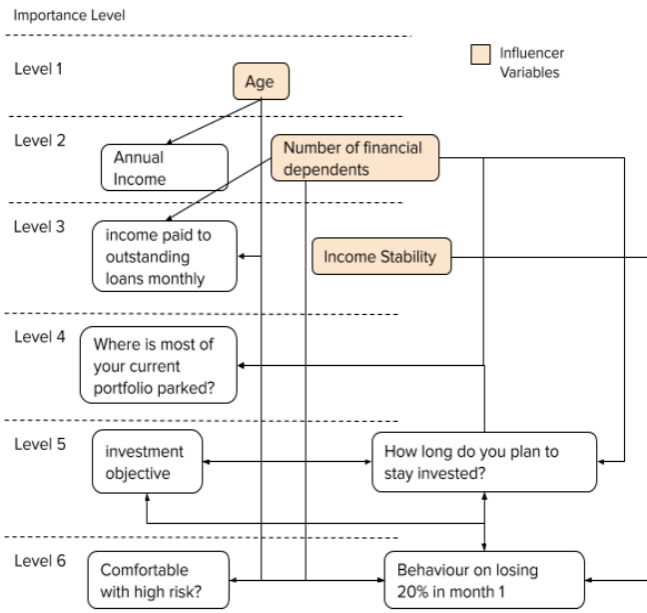 Importance Level
Influencer
Variables
Level 1
Age
Level 2
Annual
Income
Number of financial
dependents
Level 3
income paid to
outstanding
loans monthly
Income Stability
Level 4
Where is most of
your current
portfolio parked?
Level 5
investment
objective
How long do you plan to
stay invested?
Level 6
Comfortable
with high risk?
Behaviour on losing
20% in month 1